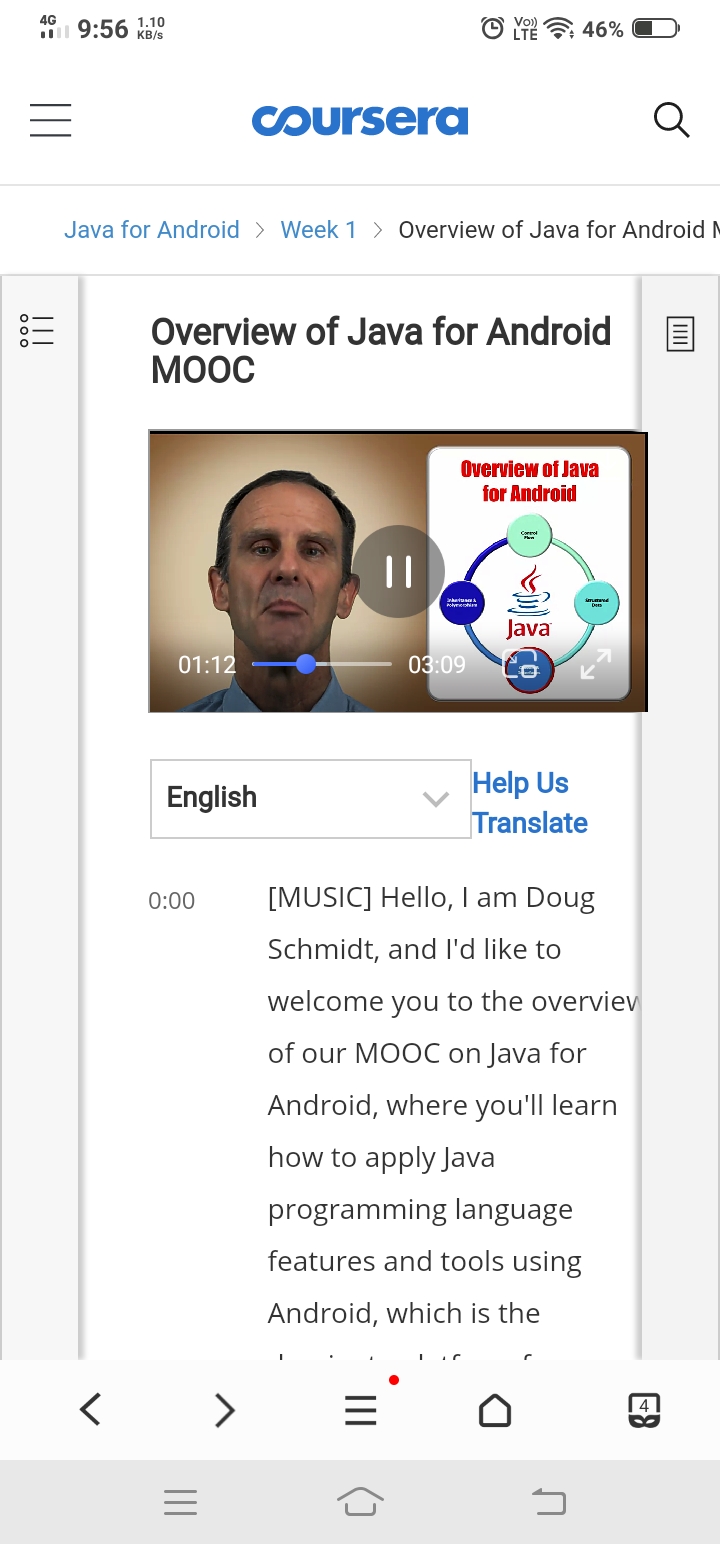 4G 9:56 1.10 KB/s Vo)) LTE 46%
coursera
Java for Android > Week 1 > Overview of Java for Android
Overview of Java for Android
MOOC
Overview of Java
for Android
Control
Flow
Inheritance &
Polymorphism
Structured
Data
Java
01:12 03:09
English
Help Us
Translate
0:00
[MUSIC] Hello, I am Doug
Schmidt, and I'd like to
welcome you to the overview
of our MOOC on Java for
Android, where you'll learn
how to apply Java
programming language
features and tools using
Android, which is the
4